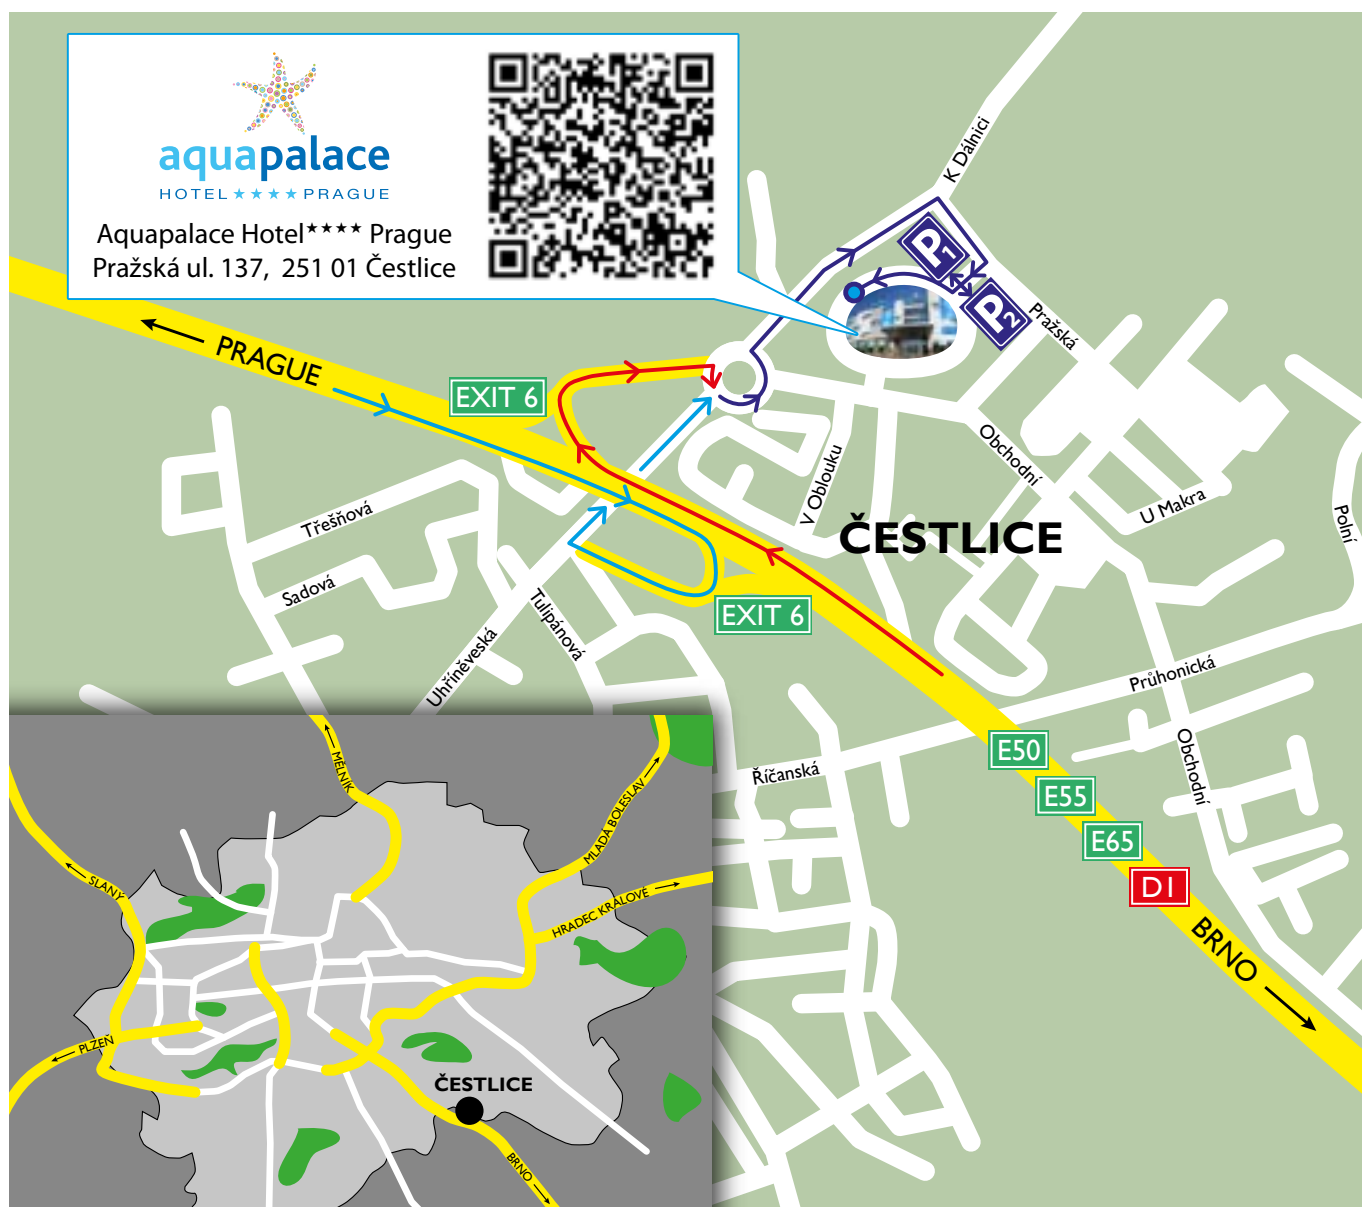 aquapalace
HOTEL ★★★★ PRAGUE
Aquapalace Hotel★★★★ Prague
Pražská ul. 137, 251 01 Čestlice
K Dálnici
P1
P2
Pražská
PRAGUE
EXIT 6
Obchodní
V Oblouku
U Makra
Polní
ČESTLICE
Třešňová
Sadová
Tulipánová
EXIT 6
Uhříněveská
Průhonická
Obchodní
Říčanská
E50
E55
E65
D1
BRNO
MĚLNÍK
MLADÁ BOLESLAV
SLANÝ
HRADEC KRÁLOVÉ
PLZEŇ
ČESTLICE
BRNO